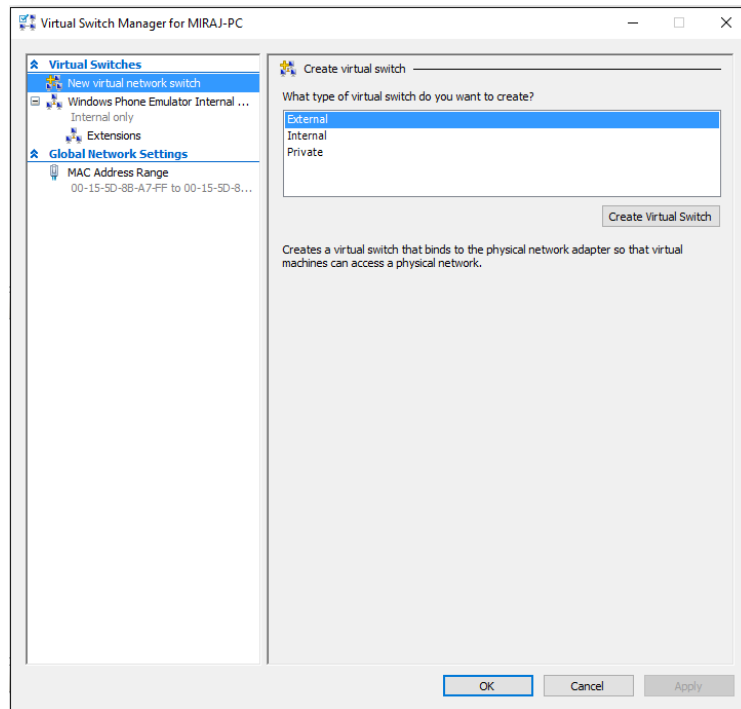 Virtual Switch Manager for MIRAJ-PC
Virtual Switches
New virtual network switch
Windows Phone Emulator Internal ...
Internal only
Extensions
Global Network Settings
MAC Address Range
00-15-5D-8B-A7-FF to 00-15-5D-8...
Create virtual switch
What type of virtual switch do you want to create?
External
Internal
Private
Create Virtual Switch
Creates a virtual switch that binds to the physical network adapter so that virtual
machines can access a physical network.
OK
Cancel
Apply